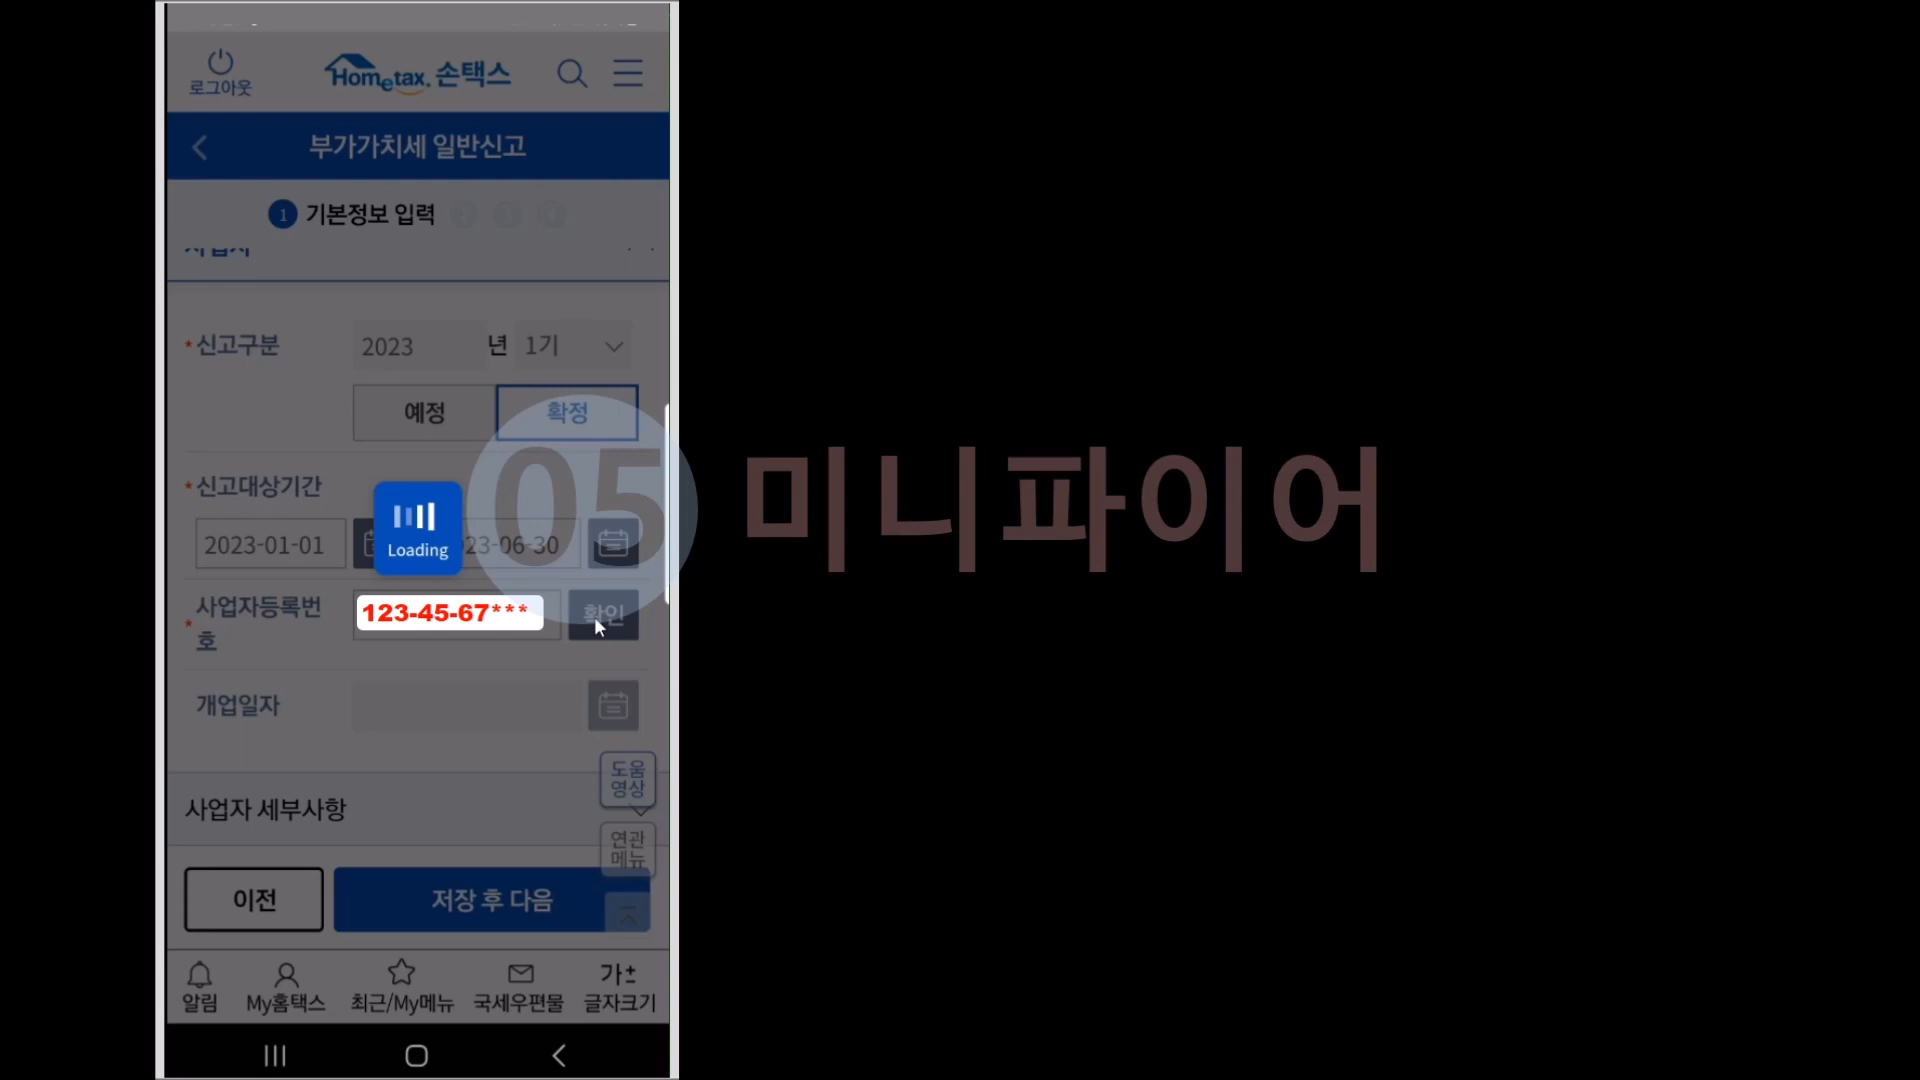 로그아웃
Hometax. 손택스
부가가치세 일반신고
1 기본정보 입력
사업자
*신고구분
2023 년 1기
예정 확정
*신고대상기간
2023-01-01
23-06-30
Loading
05 미니파이어
*사업자등록번호
123-45-67***
확인
개업일자
도움
영상
사업자 세부사항
연관
메뉴
이전
저장 후 다음
알림
My홈택스
최근/My메뉴
국세우편물
가±
글자크기